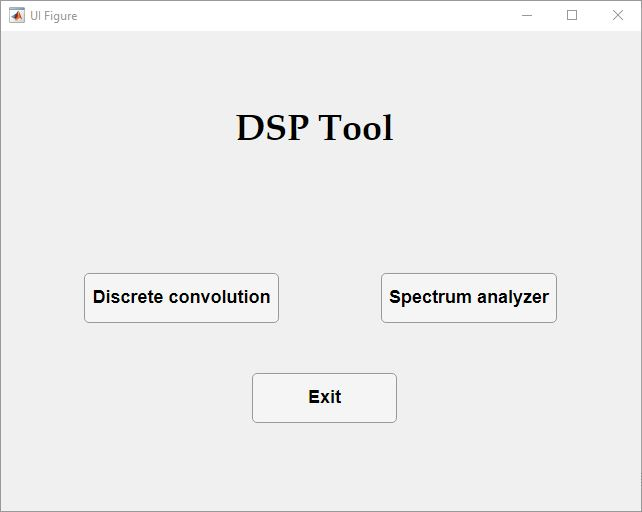 UI Figure
DSP Tool
Discrete convolution
Spectrum analyzer
Exit